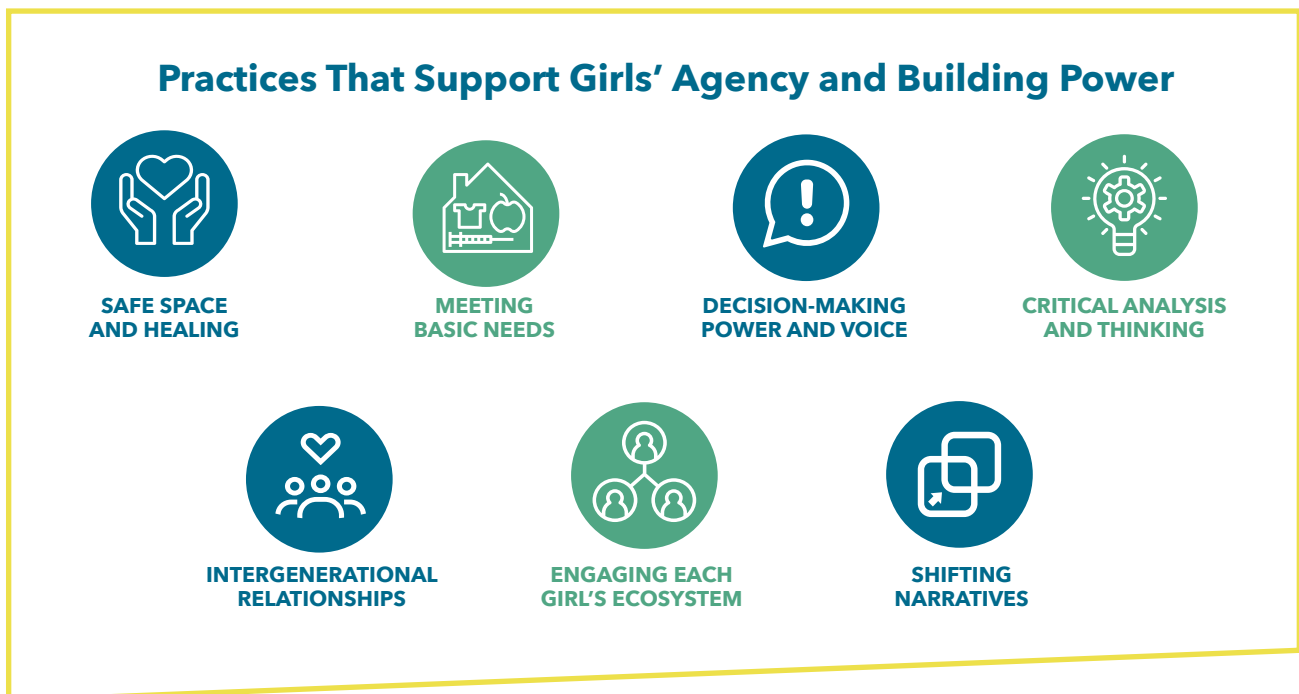 Practices That Support Girls’ Agency and Building Power
SAFE SPACE
AND HEALING
MEETING
BASIC NEEDS
DECISION-MAKING
POWER AND VOICE
CRITICAL ANALYSIS
AND THINKING
INTERGENERATIONAL
RELATIONSHIPS
ENGAGING EACH
GIRL’S ECOSYSTEM
SHIFTING
NARRATIVES